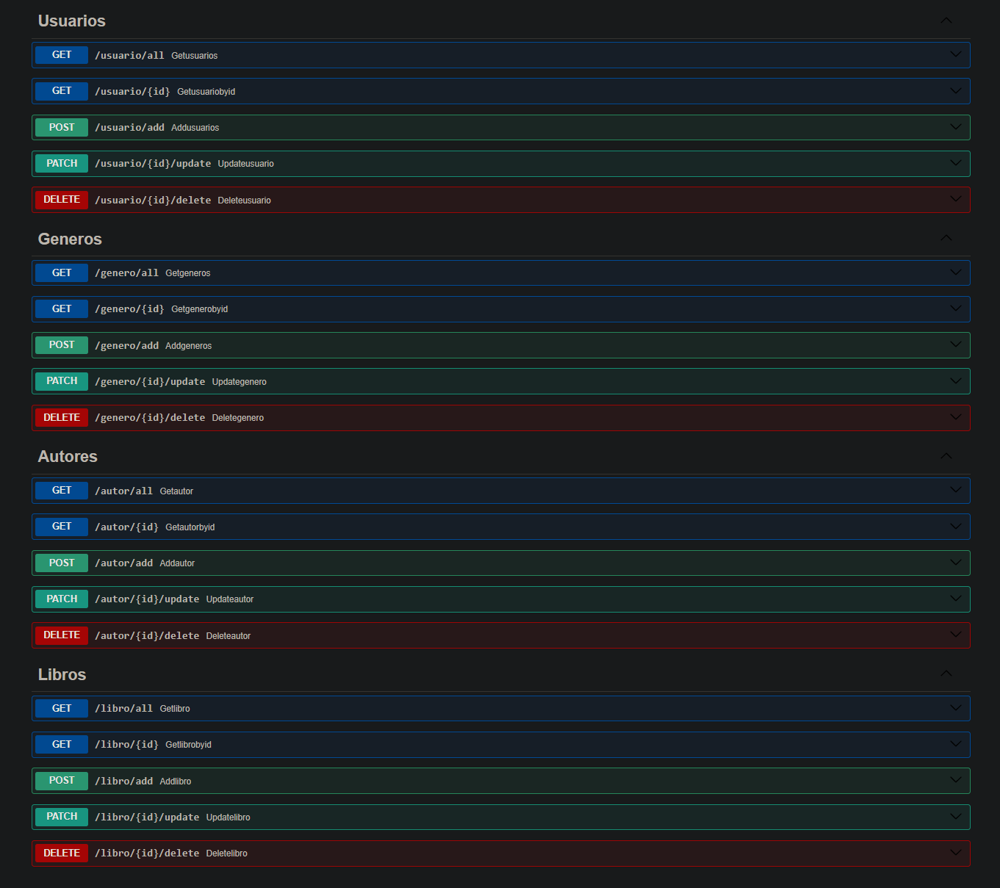 Usuarios
GET /usuario/all Getusuarios
GET /usuario/{id} Getusuariobyid
POST /usuario/add Addusuarios
PATCH /usuario/{id}/update Updateusuario
DELETE /usuario/{id}/delete Deleteusuario
Generos
GET /genero/all Getgeneros
GET /genero/{id} Getgenerobyid
POST /genero/add Addgeneros
PATCH /genero/{id}/update Updategenero
DELETE /genero/{id}/delete Deletegenero
Autores
GET /autor/all Getautor
GET /autor/{id} Getautorbyid
POST /autor/add Addautor
PATCH /autor/{id}/update Updateautor
DELETE /autor/{id}/delete Deleteautor
Libros
GET /libro/all Getlibro
GET /libro/{id} Getlibrobyid
POST /libro/add Addlibro
PATCH /libro/{id}/update Updatelibro
DELETE /libro/{id}/delete Deletelibro